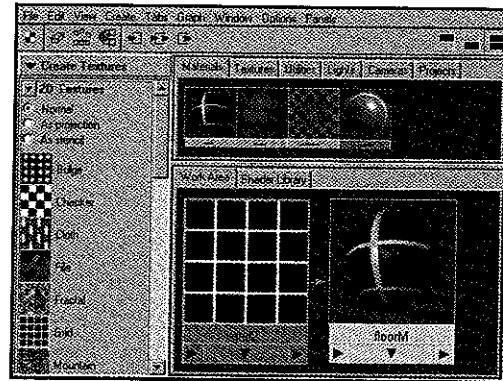 File Edit View Create Tabs Graph Window Options Panels
Create Textures
2D Textures
Normal
As projection
As stencil
Bulge
Checker
Cloth
File
Fractal
Grid
Mountain
Materials Textures Utilities Lights Cameras Projects
Work Area Shader Library